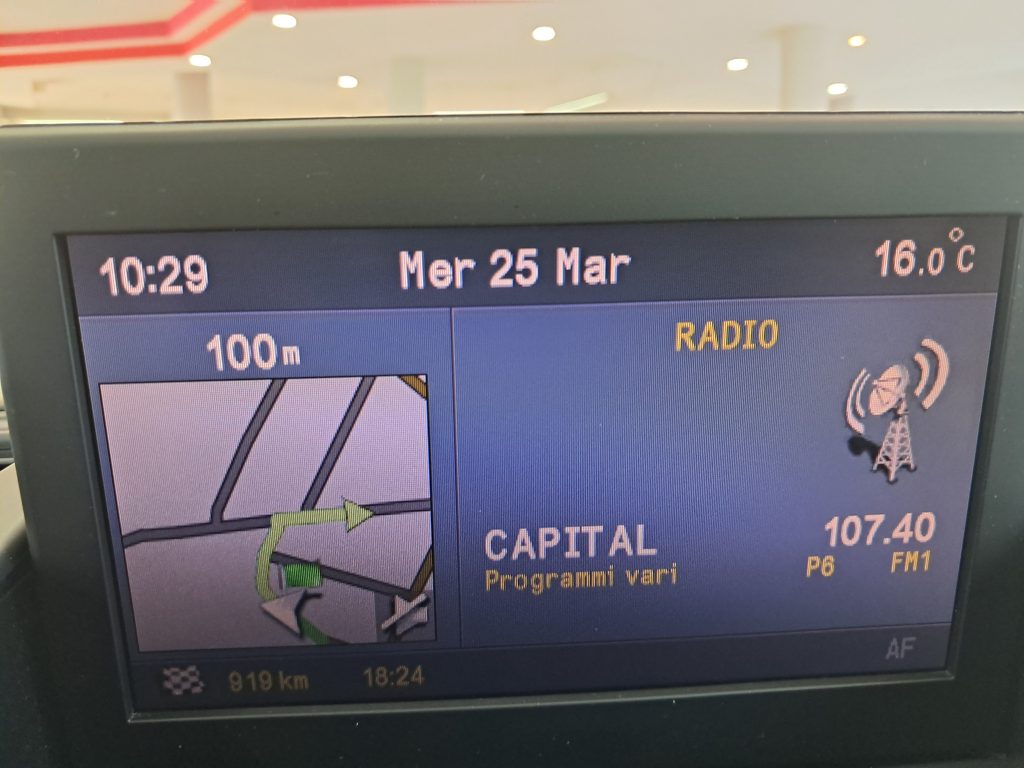 10:29 Mer 25 Mar 16.0°C
100m
RADIO
CAPITAL 107.40
Programmi vari P6 FM1
AF
919 km 18:24